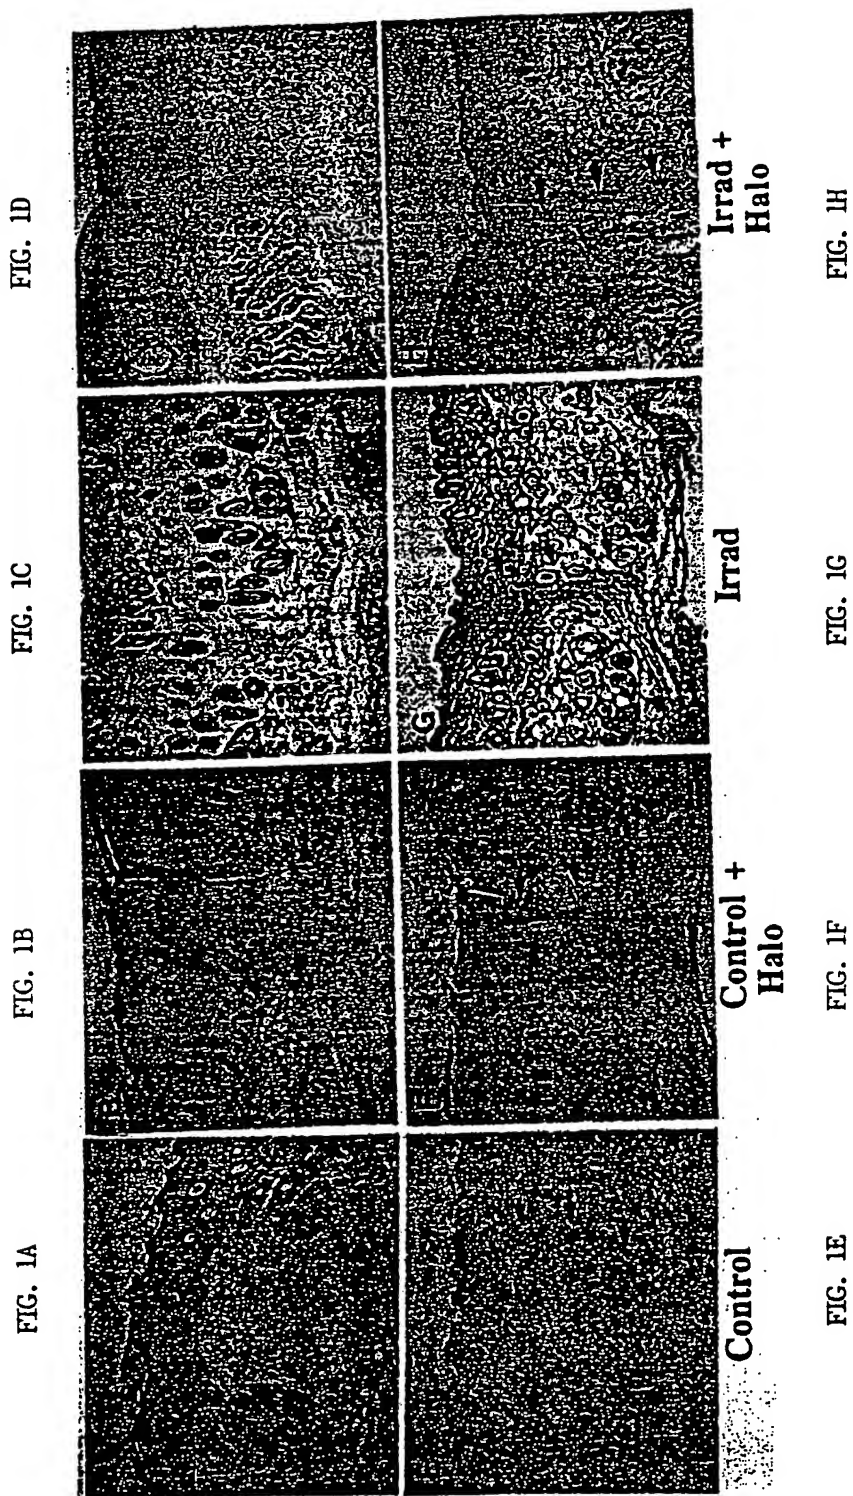 FIG. 1A
FIG. 1B
FIG. 1C
FIG. 1D
G
Control
Control +
Halo
Irrad
Irrad +
Halo
FIG. 1E
FIG. 1F
FIG. 1G
FIG. 1H